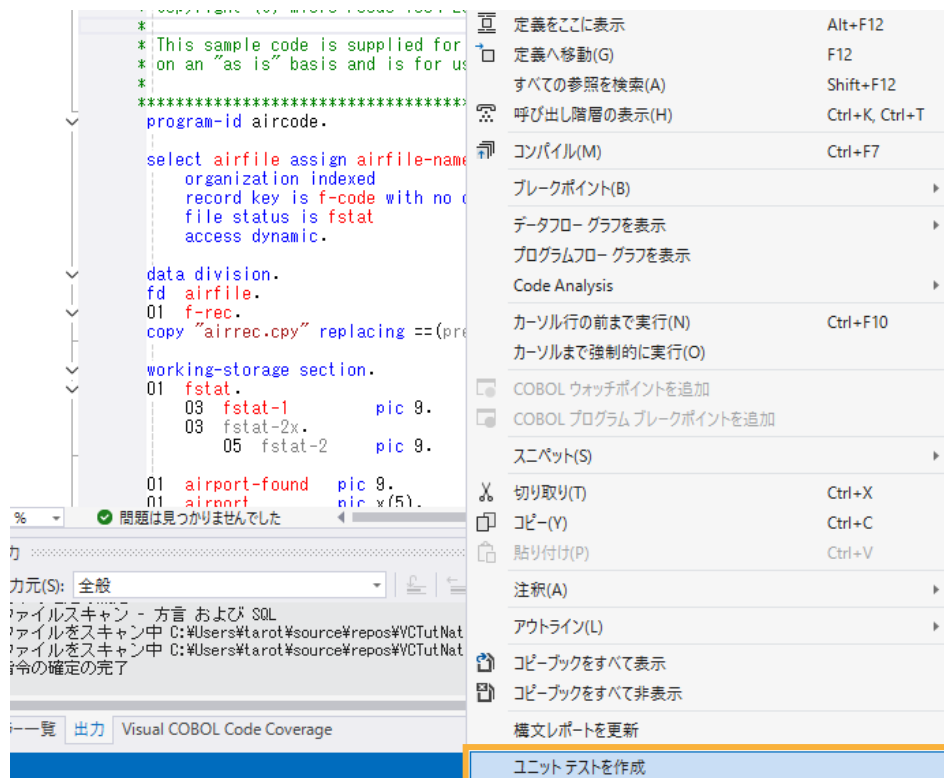 *
* This sample code is supplied for
* on an "as is" basis and is for us
*
program-id aircode.
select airfile assign airfile-name
organization indexed
record key is f-code with no
file status is fstat
access dynamic.
data division.
fd airfile.
01 f-rec.
copy "airrec.cpy" replacing ==(pre
working-storage section.
01 fstat.
03 fstat-1 pic 9.
03 fstat-2x.
05 fstat-2 pic 9.
01 airport-found pic 9.
01 airport pic x(5).
% 問題は見つかりませんでした
力
力元(S): 全般
ファイルスキャン - 方言 および SQL
ファイルをスキャン中 C:¥Users¥tarot¥source¥repos¥VCTutNat
ファイルをスキャン中 C:¥Users¥tarot¥source¥repos¥VCTutNat
指令の確定の完了
ラー一覧 出力 Visual COBOL Code Coverage
定義をここに表示 Alt+F12
定義へ移動(G) F12
すべての参照を検索(A) Shift+F12
呼び出し階層の表示(H) Ctrl+K, Ctrl+T
コンパイル(M) Ctrl+F7
ブレークポイント(B)
データフロー グラフを表示
プログラムフロー グラフを表示
Code Analysis
カーソル行の前まで実行(N) Ctrl+F10
カーソルまで強制的に実行(O)
COBOL ウォッチポイントを追加
COBOL プログラム ブレークポイントを追加
スニペット(S)
切り取り(T) Ctrl+X
コピー(Y) Ctrl+C
貼り付け(P) Ctrl+V
注釈(A)
アウトライン(L)
コピーブックをすべて表示
コピーブックをすべて非表示
構文レポートを更新
ユニット テストを作成